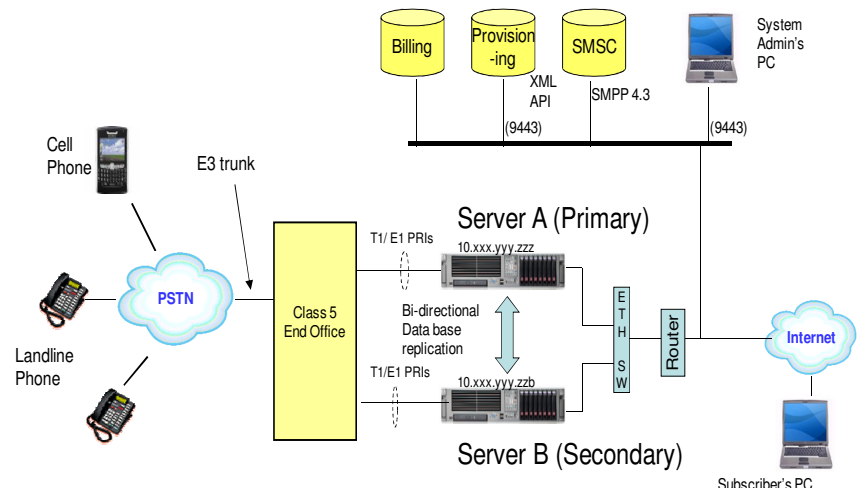 Billing
Provision
-ing
SMSC
System
Admin's
PC
XML
API
SMPP 4.3
(9443)
(9443)
Cell
Phone
E3 trunk
Server A (Primary)
T1/ E1 PRIs
10.xxx.yyy.zzz
PSTN
Class 5
End Office
Bi-directional
Data base
replication
E
T
H
S
W
Router
Internet
Landline
Phone
T1/E1 PRIs
10.xxx.yyy.zzb
Server B (Secondary)
Subscriber's PC